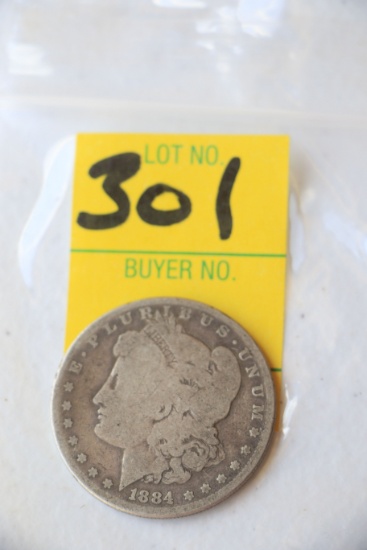 LOT NO.
301
BUYER NO.
E·PLURIBUS·UNUM
1884